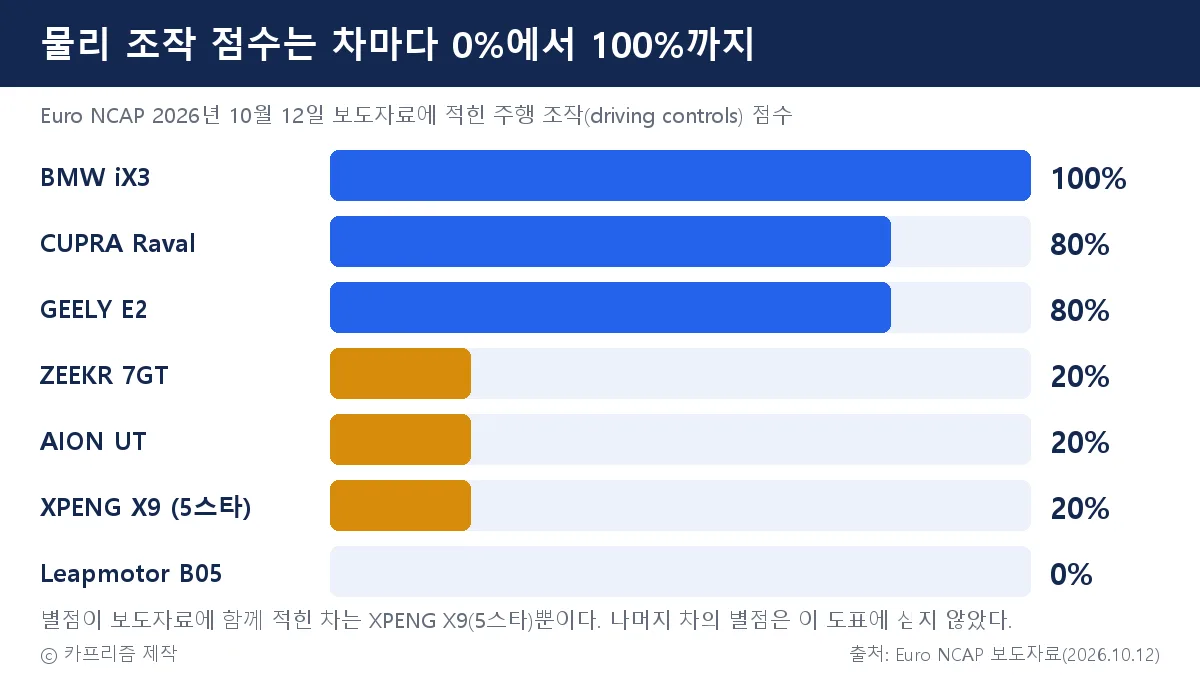 물리 조작 점수는 차마다 0%에서 100%까지
Euro NCAP 2026년 10월 12일 보도자료에 적힌 주행 조작(driving controls) 점수
BMW iX3 100%
CUPRA Raval 80%
GEELY E2 80%
ZEEKR 7GT 20%
AION UT 20%
XPENG X9 (5스타) 20%
Leapmotor B05 0%
별점이 보도자료에 함께 적힌 차는 XPENG X9(5스타)뿐이다. 나머지 차의 별점은 이 도표에 싣지 않았다.
© 카프리즘 제작
출처: Euro NCAP 보도자료(2026.10.12)